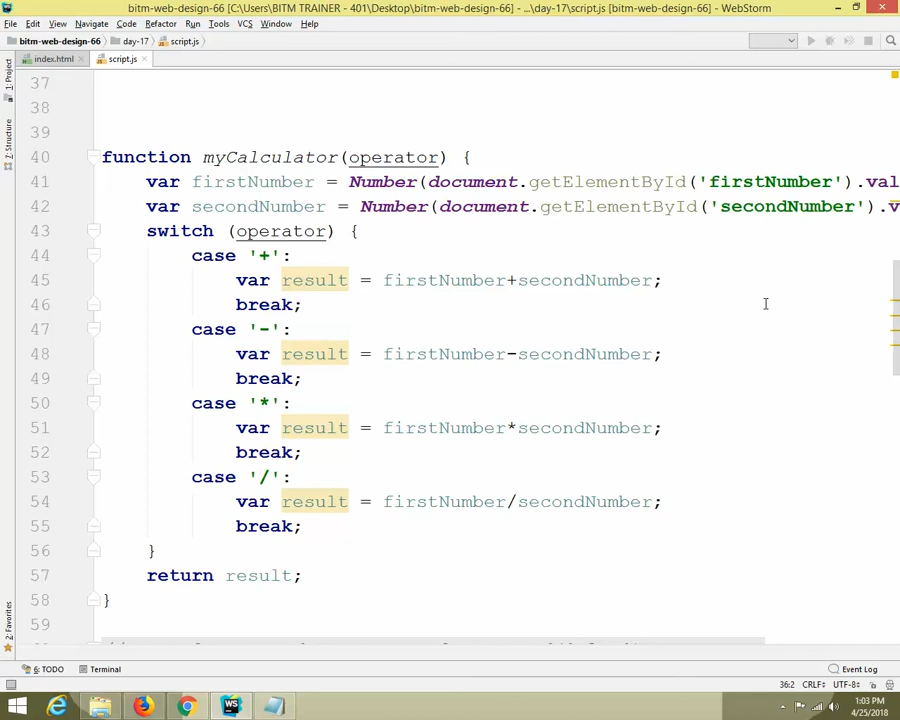 bitm-web-design-66 [C:\Users\BITM TRAINER - 401\Desktop\bitm-web-design-66] - ...\day-17\script.js [bitm-web-design-66] - WebStorm
File Edit View Navigate Code Refactor Run Tools VCS Window Help
bitm-web-design-66 day-17 script.js
index.html script.js
1: Project
7: Structure
2: Favorites
37
38
39
40 function myCalculator(operator) {
41 var firstNumber = Number(document.getElementById('firstNumber').val
42 var secondNumber = Number(document.getElementById('secondNumber').v
43 switch (operator) {
44 case '+':
45 var result = firstNumber+secondNumber;
46 break;
47 case '-':
48 var result = firstNumber-secondNumber;
49 break;
50 case '*':
51 var result = firstNumber*secondNumber;
52 break;
53 case '/':
54 var result = firstNumber/secondNumber;
55 break;
56 }
57 return result;
58 }
59
6: TODO Terminal Event Log
36:2 CRLF UTF-8
1:03 PM
4/25/2018